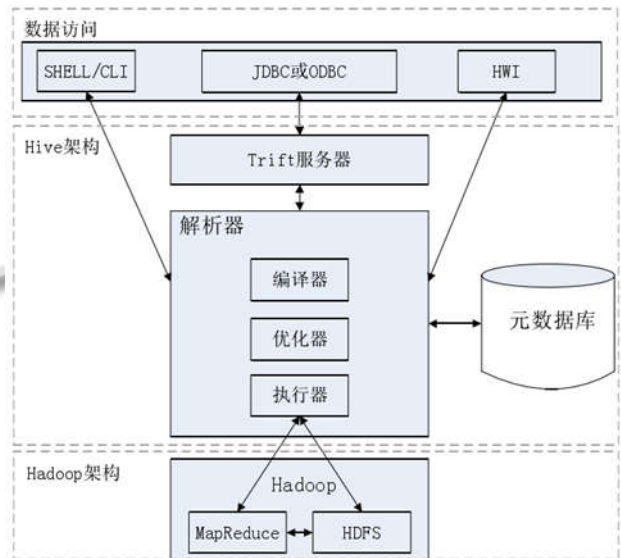 数据访问
SHELL/CLI
JDBC或ODBC
HWI
Hive架构
Trift服务器
解析器
编译器
优化器
执行器
元数据库
Hadoop架构
Hadoop
MapReduce
HDFS